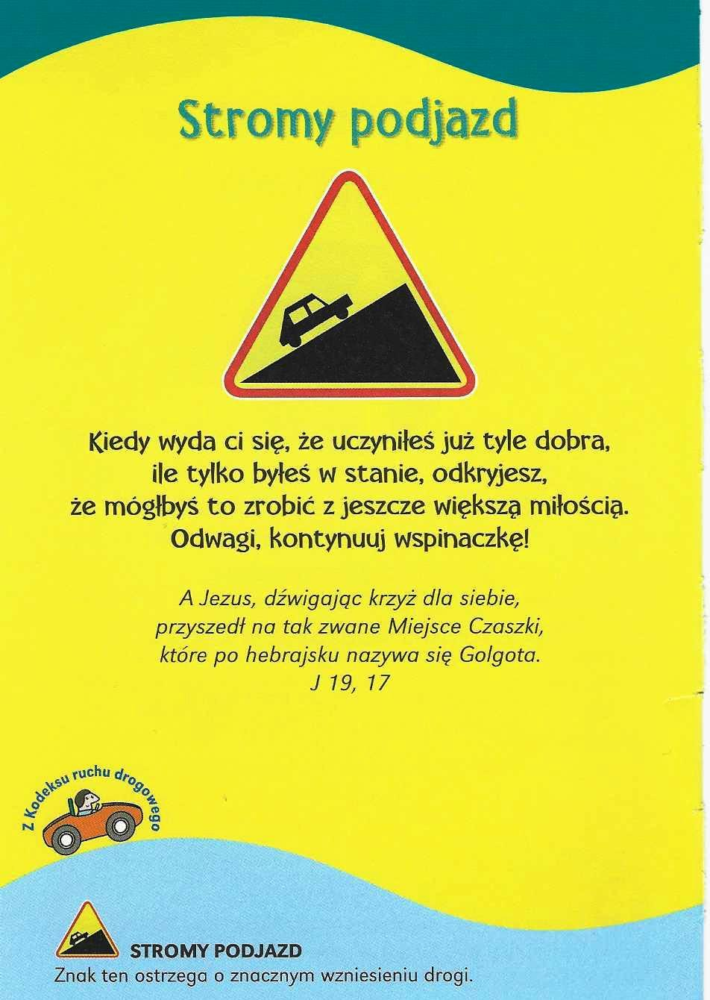 Stromy podjazd
Kiedy wyda ci się, że uczyniłeś już tyle dobra,
ile tylko byłeś w stanie, odkryjesz,
że mógłbyś to zrobić z jeszcze większą miłością.
Odwagi, kontynuuj wspinaczkę!
A Jezus, dźwigając krzyż dla siebie,
przyszedł na tak zwane Miejsce Czaszki,
które po hebrajsku nazywa się Golgota.
J 19, 17
Z Kodeksu ruchu drogowego
STROMY PODJAZD
Znak ten ostrzega o znacznym wzniesieniu drogi.